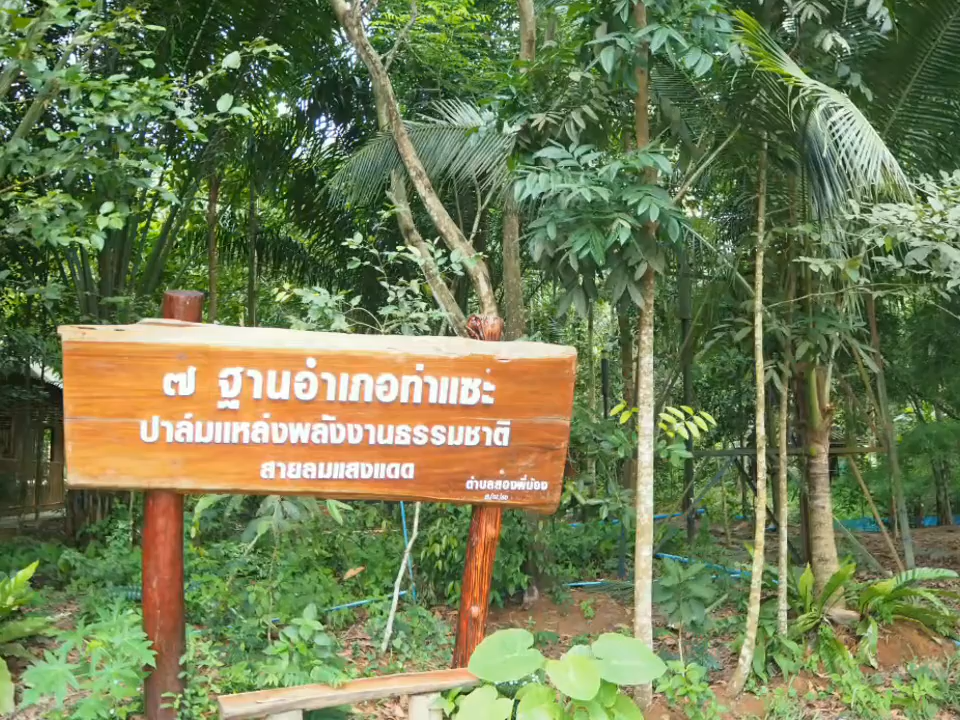 ๗ ฐานอำเภอท่าแซะ
ปาล์มแหล่งพลังงานธรรมชาติ
สายลมแสงแดด
ตำบลสองพี่น้อง